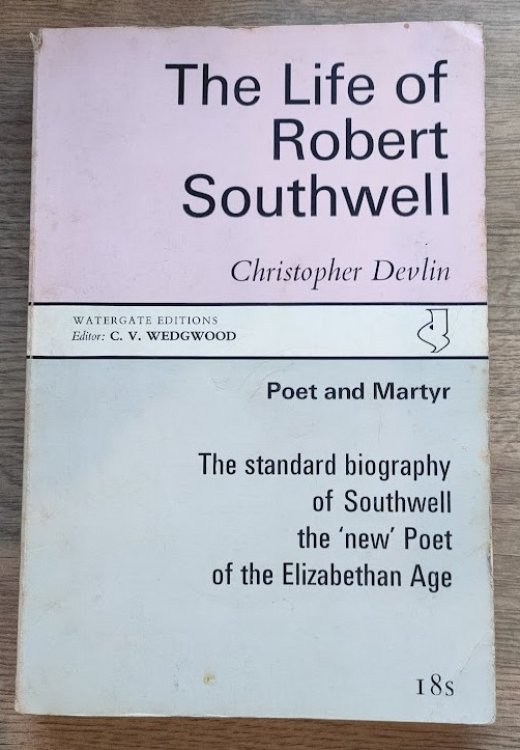 The Life of
Robert
Southwell
Christopher Devlin
WATERGATE EDITIONS
Editor: C. V. WEDGWOOD
Poet and Martyr
The standard biography
of Southwell
the ‘new’ Poet
of the Elizabethan Age
18s